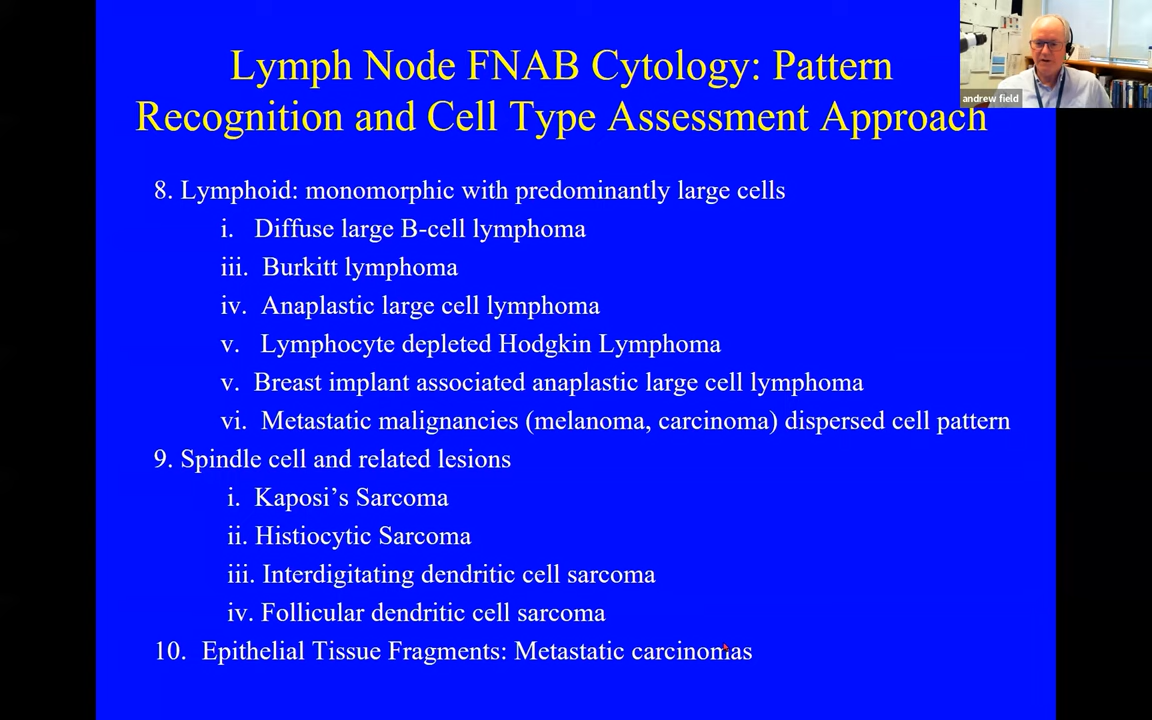 Lymph Node FNAB Cytology: Pattern
Recognition and Cell Type Assessment Approach
andrew field
8. Lymphoid: monomorphic with predominantly large cells
i. Diffuse large B-cell lymphoma
iii. Burkitt lymphoma
iv. Anaplastic large cell lymphoma
v. Lymphocyte depleted Hodgkin Lymphoma
v. Breast implant associated anaplastic large cell lymphoma
vi. Metastatic malignancies (melanoma, carcinoma) dispersed cell pattern
9. Spindle cell and related lesions
i. Kaposi’s Sarcoma
ii. Histiocytic Sarcoma
iii. Interdigitating dendritic cell sarcoma
iv. Follicular dendritic cell sarcoma
10. Epithelial Tissue Fragments: Metastatic carcinomas